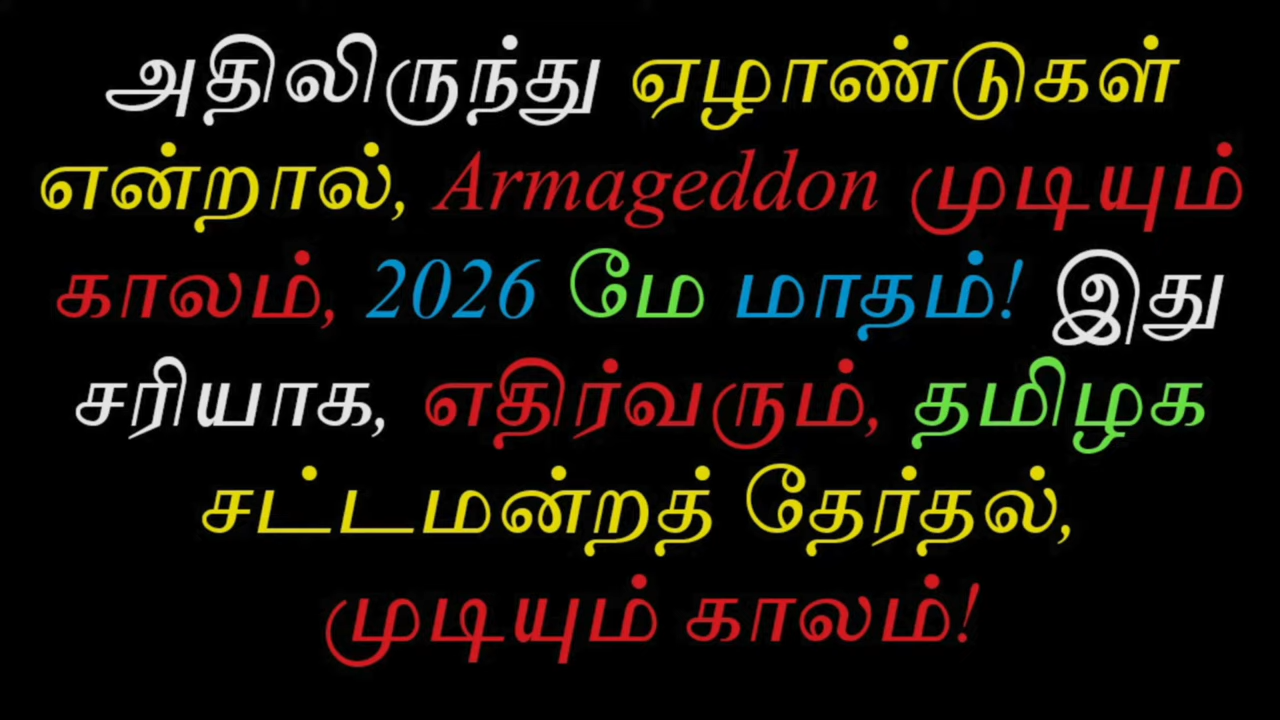 அதிலிருந்து ஏழாண்டுகள்
என்றால், Armageddon முடியும்
காலம், 2026 மே மாதம்! இது
சரியாக, எதிர்வரும், தமிழக
சட்டமன்றத் தேர்தல்,
முடியும் காலம்!